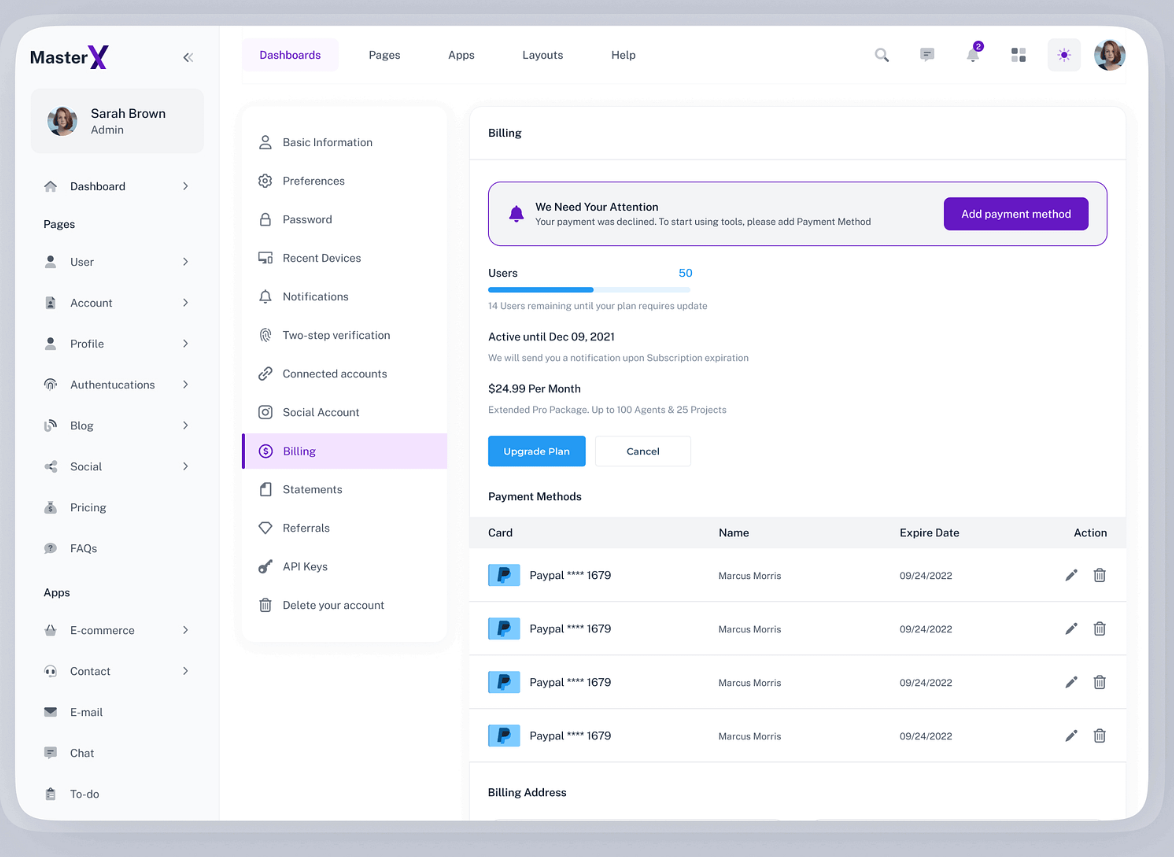 MasterX
Sarah Brown
Admin
Dashboard
Pages
User
Account
Profile
Authentucations
Blog
Social
Pricing
FAQs
Apps
E-commerce
Contact
E-mail
Chat
To-do
Dashboards
Pages
Apps
Layouts
Help
2
Basic Information
Preferences
Password
Recent Devices
Notifications
Two-step verification
Connected accounts
Social Account
Billing
Statements
Referrals
API Keys
Delete your account
Billing
We Need Your Attention
Your payment was declined. To start using tools, please add Payment Method
Add payment method
Users 50
14 Users remaining until your plan requires update
Active until Dec 09, 2021
We will send you a notification upon Subscription expiration
$24.99 Per Month
Extended Pro Package. Up to 100 Agents & 25 Projects
Upgrade Plan Cancel
Payment Methods
Card Name Expire Date Action
Paypal **** 1679 Marcus Morris 09/24/2022
Paypal **** 1679 Marcus Morris 09/24/2022
Paypal **** 1679 Marcus Morris 09/24/2022
Paypal **** 1679 Marcus Morris 09/24/2022
Billing Address